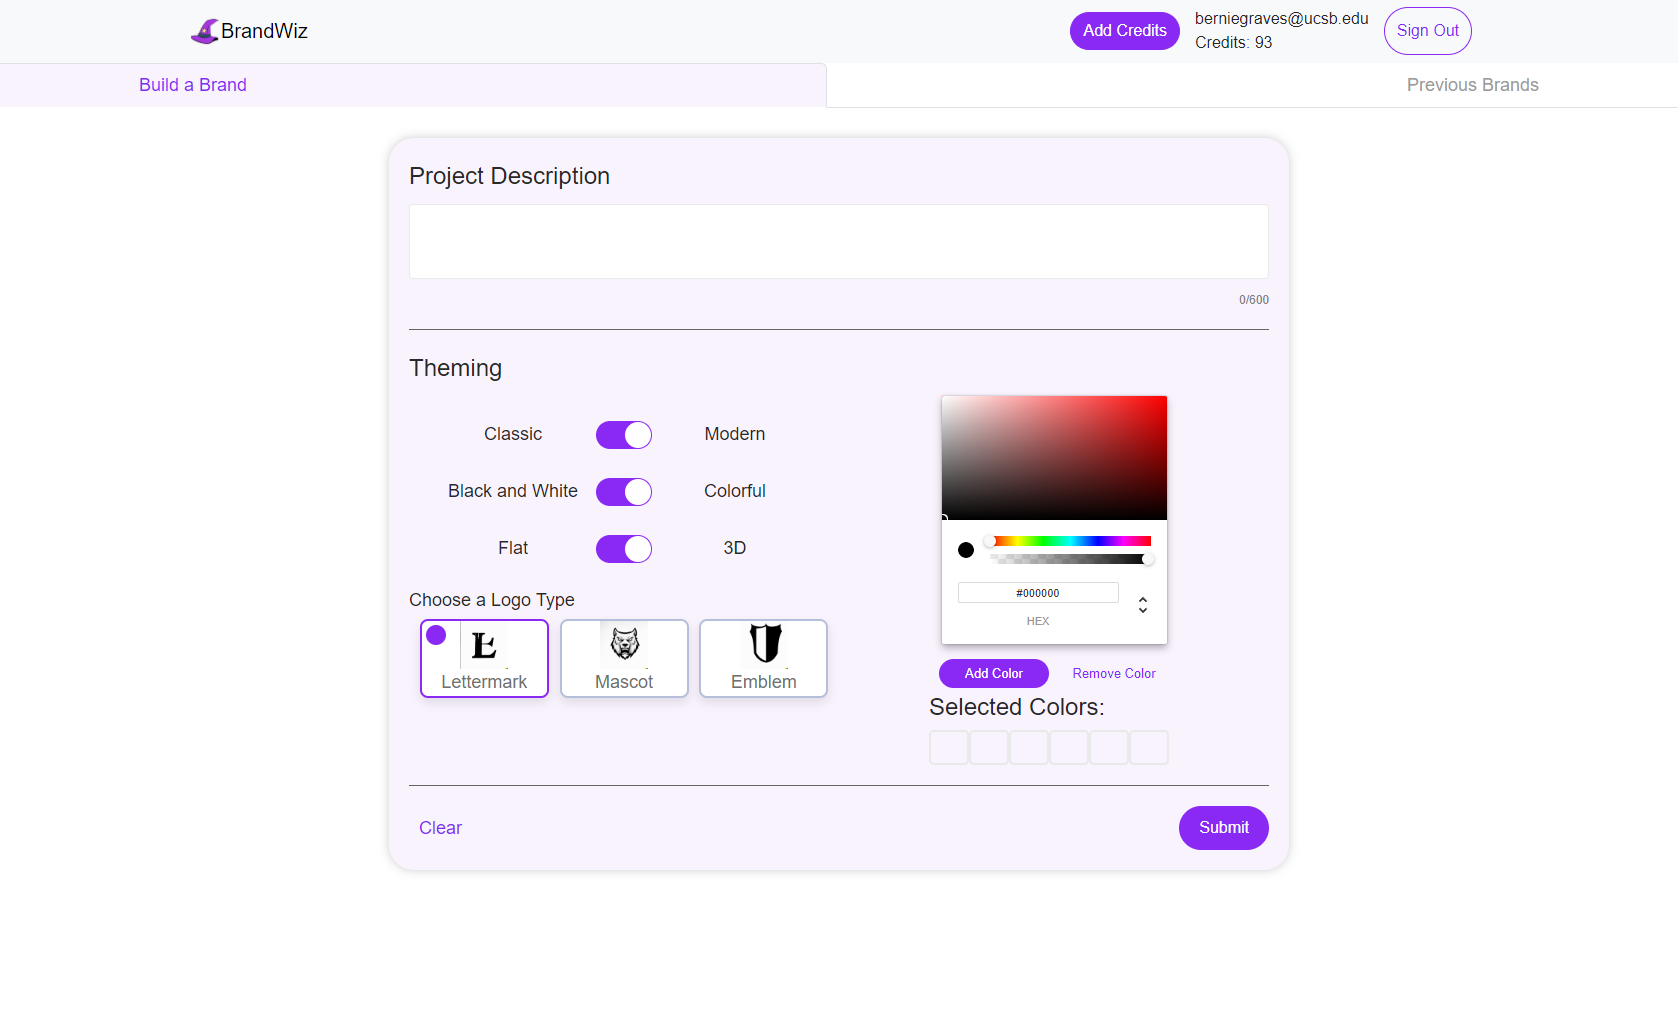 BrandWiz
Add Credits
berniegraves@ucsb.edu
Credits: 93
Sign Out
Build a Brand
Previous Brands
Project Description
0/600
Theming
Classic
Modern
Black and White
Colorful
Flat
3D
Choose a Logo Type
L
Lettermark
Mascot
Emblem
#000000
HEX
Add Color
Remove Color
Selected Colors:
Clear
Submit